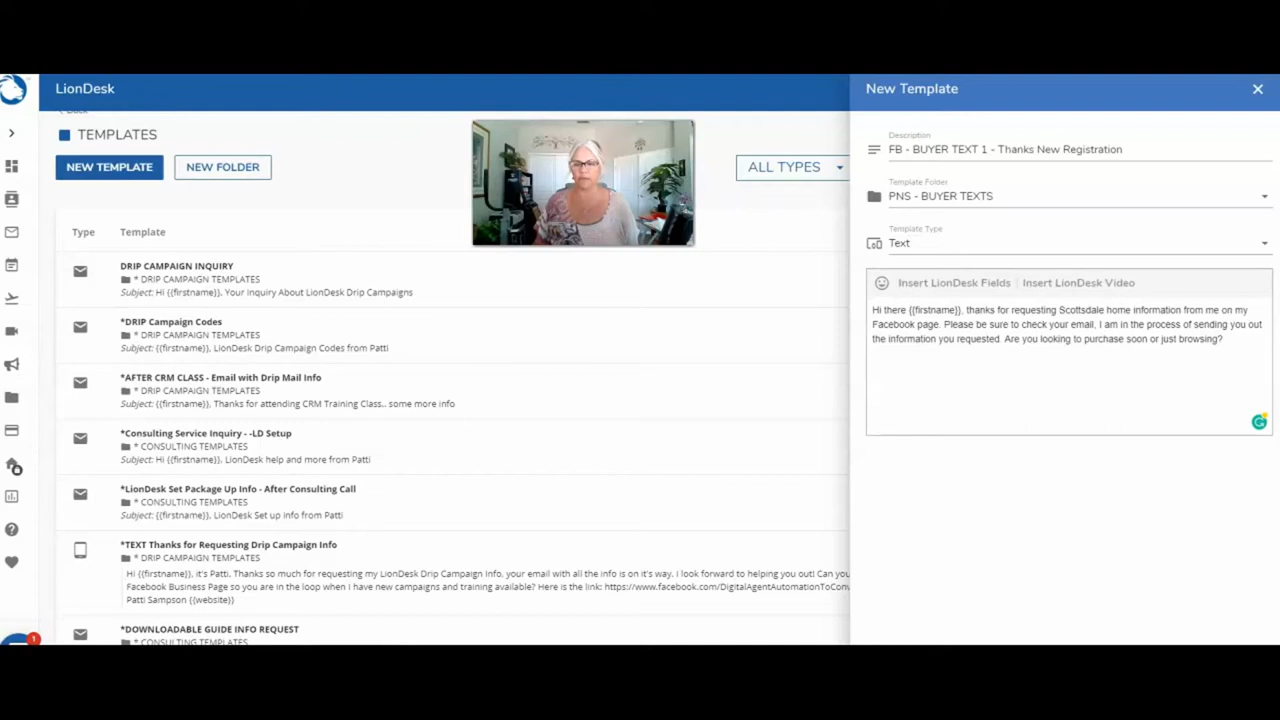 LionDesk
New Template
TEMPLATES
NEW TEMPLATE
NEW FOLDER
ALL TYPES
Type
Template
DRIP CAMPAIGN INQUIRY
* DRIP CAMPAIGN TEMPLATES
Subject: Hi {{firstname}}, Your Inquiry About LionDesk Drip Campaigns
*DRIP Campaign Codes
* DRIP CAMPAIGN TEMPLATES
Subject: {{firstname}}, LionDesk Drip Campaign Codes from Patti
*AFTER CRM CLASS - Email with Drip Mail Info
* DRIP CAMPAIGN TEMPLATES
Subject: {{firstname}}, Thanks for attending CRM Training Class.. some more info
*Consulting Service Inquiry - -LD Setup
* CONSULTING TEMPLATES
Subject: Hi {{firstname}}, LionDesk help and more from Patti
*LionDesk Set Package Up Info - After Consulting Call
* CONSULTING TEMPLATES
Subject: {{firstname}}, LionDesk Set up info from Patti
*TEXT Thanks for Requesting Drip Campaign Info
* DRIP CAMPAIGN TEMPLATES
Hi {{firstname}}, it's Patti. Thanks so much for requesting my LionDesk Drip Campaign Info, your email with all the info is on it's way. I look forward to helping you out! Can you
Facebook Business Page so you are in the loop when I have new campaigns and training available? Here is the link: https://www.facebook.com/DigitalAgentAutomationToConv
Patti Sampson {{website}}
*DOWNLOADABLE GUIDE INFO REQUEST
* CONSULTING TEMPLATES
1
Description
FB - BUYER TEXT 1 - Thanks New Registration
Template Folder
PNS - BUYER TEXTS
Template Type
Text
Insert LionDesk Fields
Insert LionDesk Video
Hi there {{firstname}}, thanks for requesting Scottsdale home information from me on my
Facebook page. Please be sure to check your email, I am in the process of sending you out
the information you requested. Are you looking to purchase soon or just browsing?